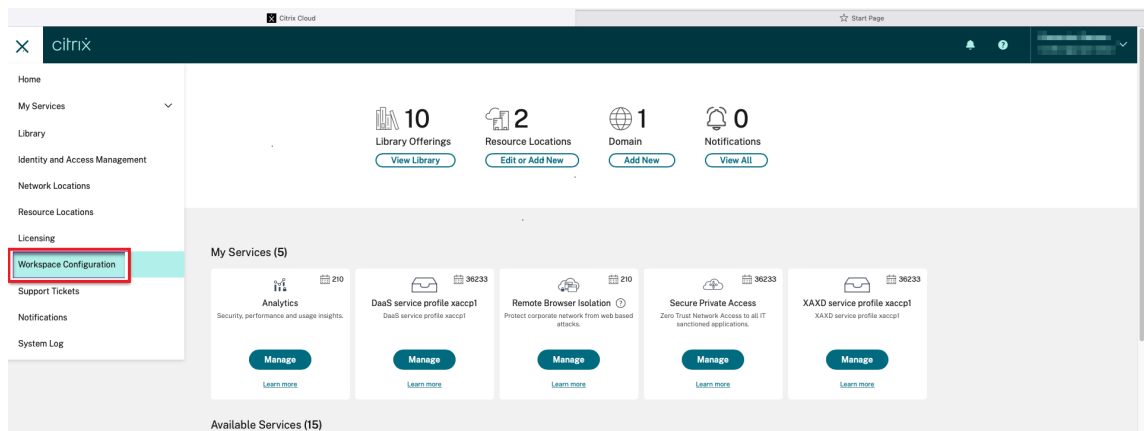 Citrix Cloud
Start Page
citrix
Home
My Services
Library
Identity and Access Management
Network Locations
Resource Locations
Licensing
Workspace Configuration
Support Tickets
Notifications
System Log
10
Library Offerings
View Library
2
Resource Locations
Edit or Add New
1
Domain
Add New
0
Notifications
View All
My Services (5)
210
Analytics
Security, performance and usage insights.
Manage
Learn more
36233
DaaS service profile xaccp1
DaaS service profile xaccp1
Manage
Learn more
210
Remote Browser Isolation
Protect corporate network from web based
attacks.
Manage
Learn more
36233
Secure Private Access
Zero Trust Network Access to all IT
sanctioned applications.
Manage
Learn more
36233
XAXD service profile xaccp1
XAXD service profile xaccp1
Manage
Learn more
Available Services (15)